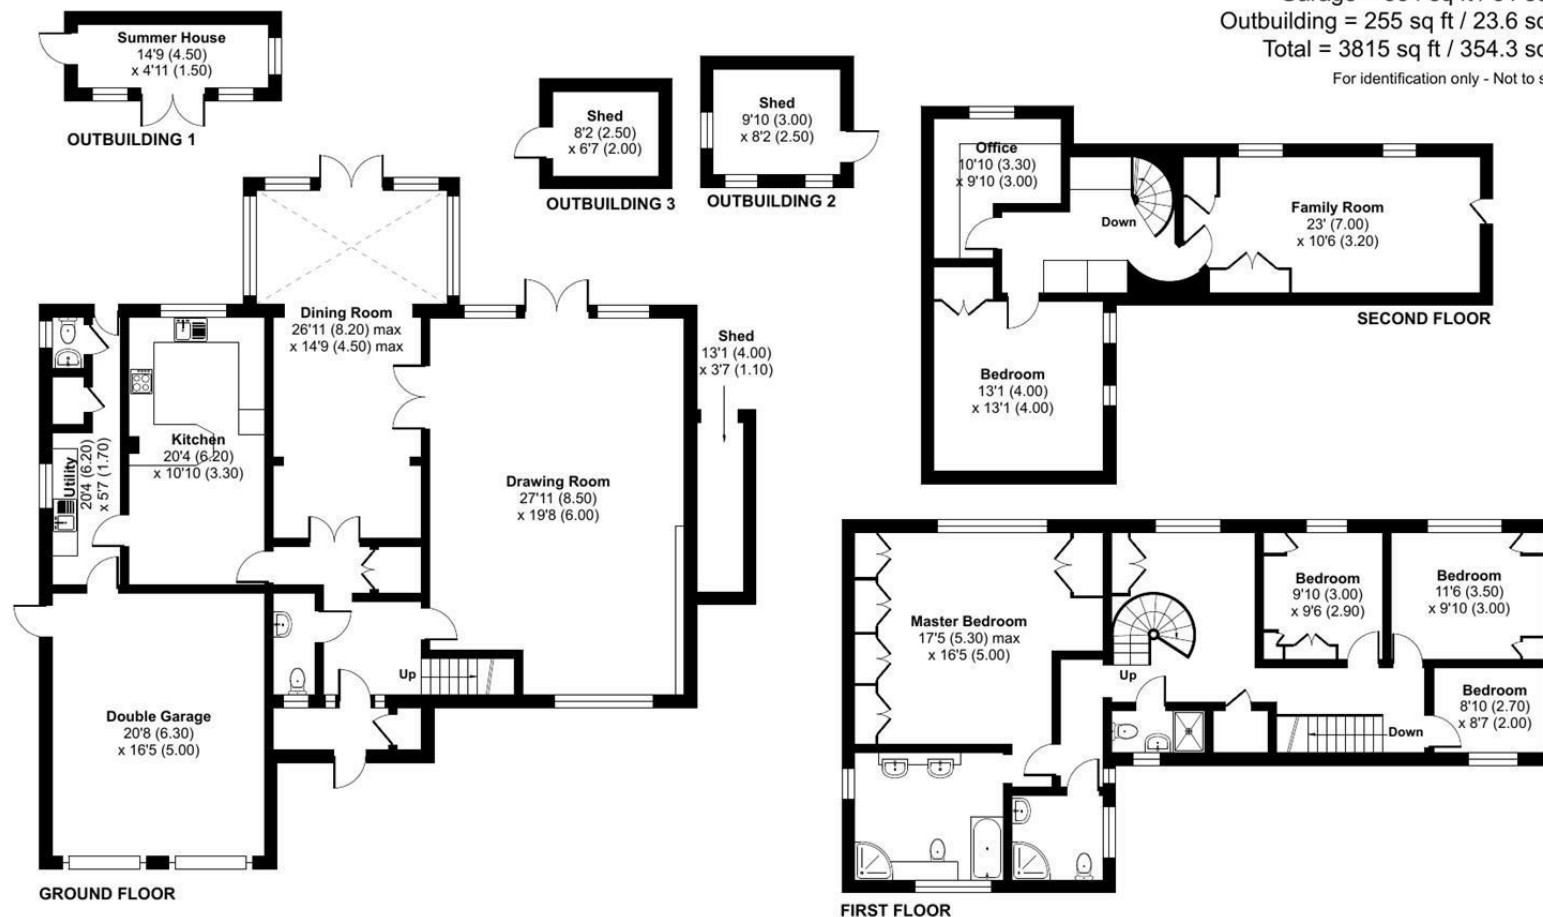 Outbuilding = 255 sq ft / 23.6
Total = 3815 sq ft / 354.3
For identification only - Not to
Summer House
14'9 (4.50)
x 4'11 (1.50)
OUTBUILDING 1
Shed
8'2 (2.50)
x 6'7 (2.00)
OUTBUILDING 3
Shed
9'10 (3.00)
x 8'2 (2.50)
OUTBUILDING 2
Office
10'10 (3.30)
x 9'10 (3.00)
Down
Family Room
23' (7.00)
x 10'6 (3.20)
SECOND FLOOR
Bedroom
13'1 (4.00)
x 13'1 (4.00)
Dining Room
26'11 (8.20) max
x 14'9 (4.50) max
Shed
13'1 (4.00)
x 3'7 (1.10)
Kitchen
20'4 (6.20)
x 10'10 (3.30)
Utility
20'4 (6.20)
x 5'7 (1.70)
Drawing Room
27'11 (8.50)
x 19'8 (6.00)
Up
Double Garage
20'8 (6.30)
x 16'5 (5.00)
GROUND FLOOR
Master Bedroom
17'5 (5.30) max
x 16'5 (5.00)
Up
Bedroom
9'10 (3.00)
x 9'6 (2.90)
Bedroom
11'6 (3.50)
x 9'10 (3.00)
Bedroom
8'10 (2.70)
x 8'7 (2.00)
Down
FIRST FLOOR